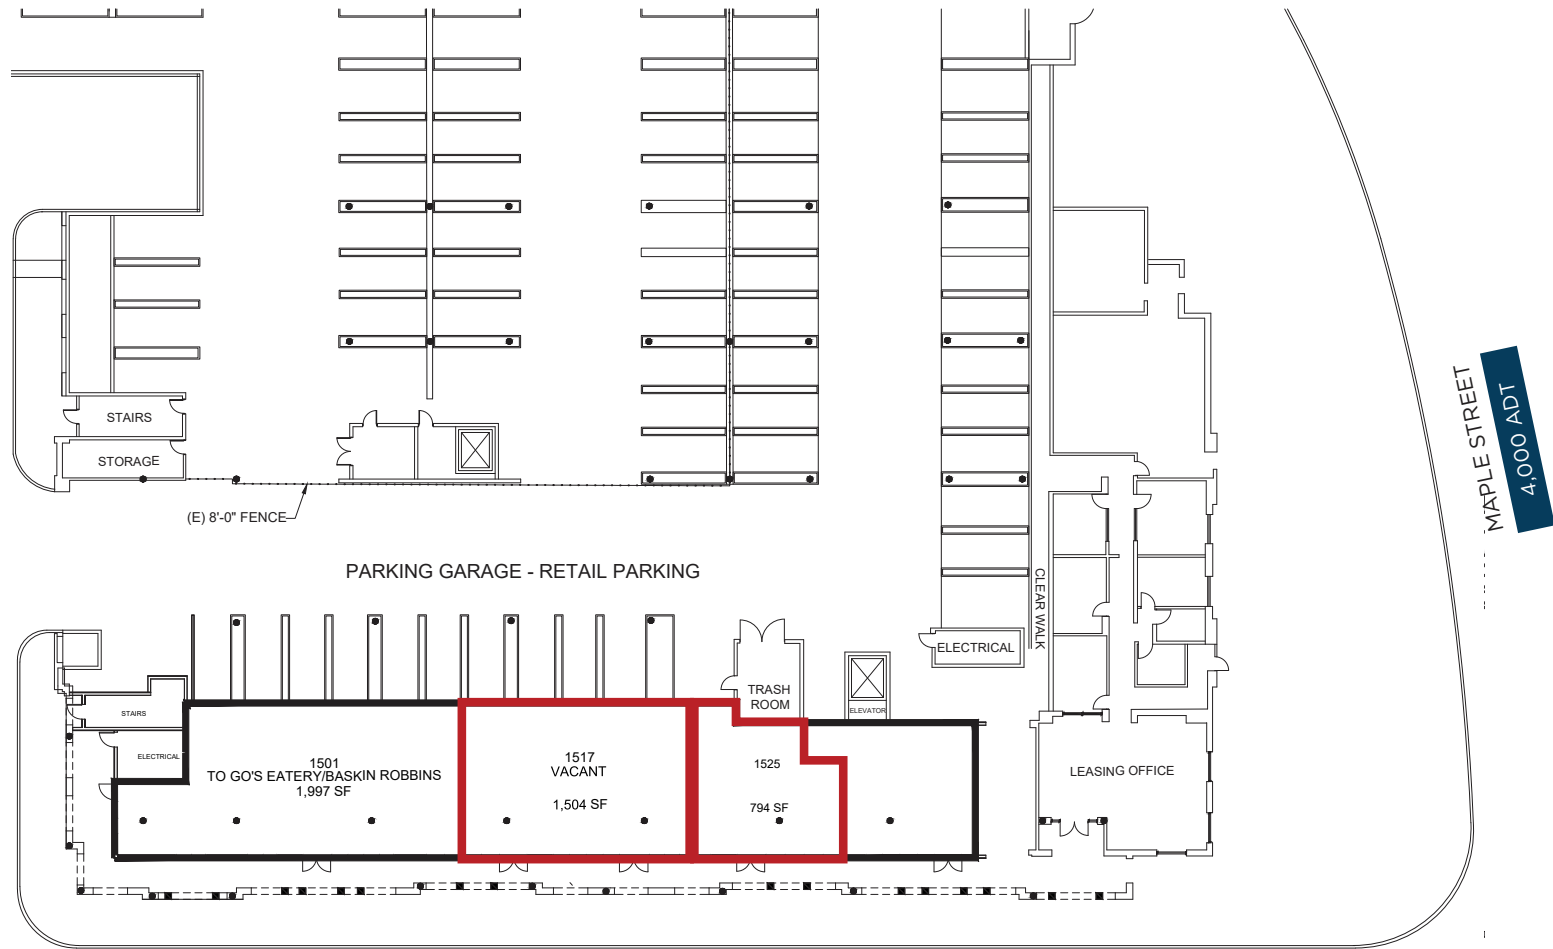 STAIRS
STORAGE
(E) 8'-0" FENCE
MAPLE STREET
4,000 ADT
PARKING GARAGE - RETAIL PARKING
CLEAR WALK
ELECTRICAL
TRASH
ROOM
ELEVATOR
STAIRS
ELECTRICAL
1501
TO GO'S EATERY/BASKIN ROBBINS
1,997 SF
1517
VACANT
1,504 SF
1525
794 SF
LEASING OFFICE